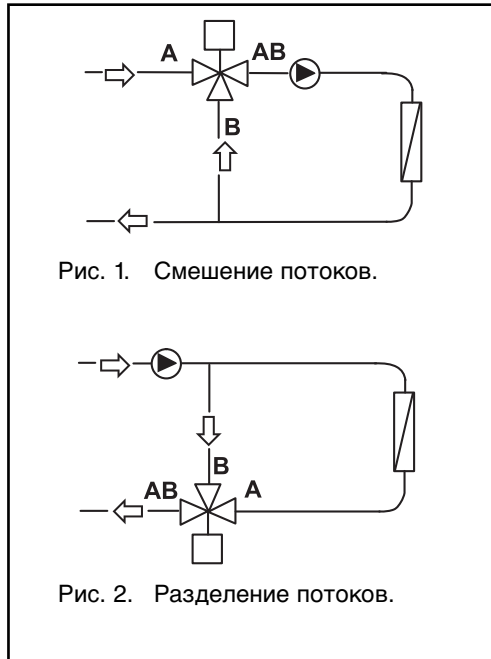 A AB
B
Рис. 1. Смешение потоков.
B
AB A
Рис. 2. Разделение потоков.